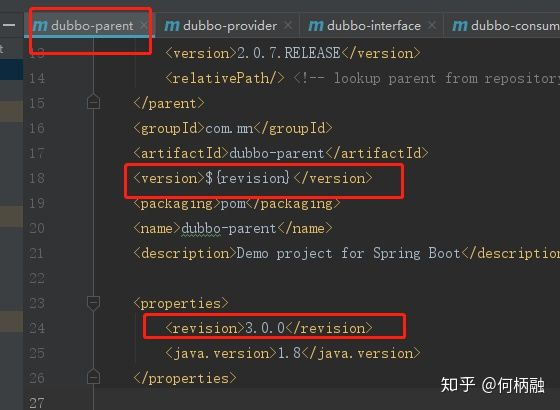 dubbo-parent × dubbo-provider × dubbo-interface × dubbo-consum
13 <version>2.0.7.RELEASE</version>
14 <relativePath/> <!-- lookup parent from repository
15 </parent>
16 <groupId>com.mn</groupId>
17 <artifactId>dubbo-parent</artifactId>
18 <version>${revision}</version>
19 <packaging>pom</packaging>
20 <name>dubbo-parent</name>
21 <description>Demo project for Spring Boot</description
22
23 <properties>
24 <revision>3.0.0</revision>
25 <java.version>1.8</java.version>
26 </properties>
27
知乎 @何柄融